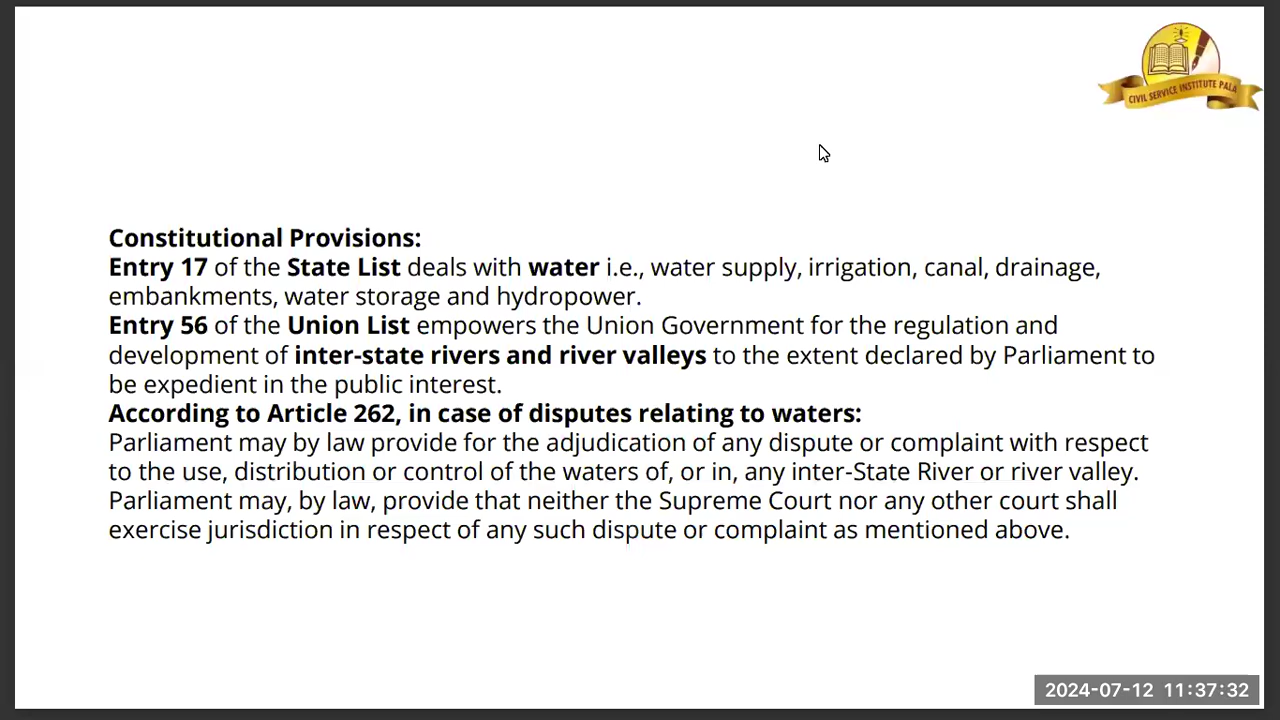 CIVIL SERVICE INSTITUTE PALA
Constitutional Provisions:
Entry 17 of the State List deals with water i.e., water supply, irrigation, canal, drainage,
embankments, water storage and hydropower.
Entry 56 of the Union List empowers the Union Government for the regulation and
development of inter-state rivers and river valleys to the extent declared by Parliament to
be expedient in the public interest.
According to Article 262, in case of disputes relating to waters:
Parliament may by law provide for the adjudication of any dispute or complaint with respect
to the use, distribution or control of the waters of, or in, any inter-State River or river valley.
Parliament may, by law, provide that neither the Supreme Court nor any other court shall
exercise jurisdiction in respect of any such dispute or complaint as mentioned above.
2024-07-12 11:37:32